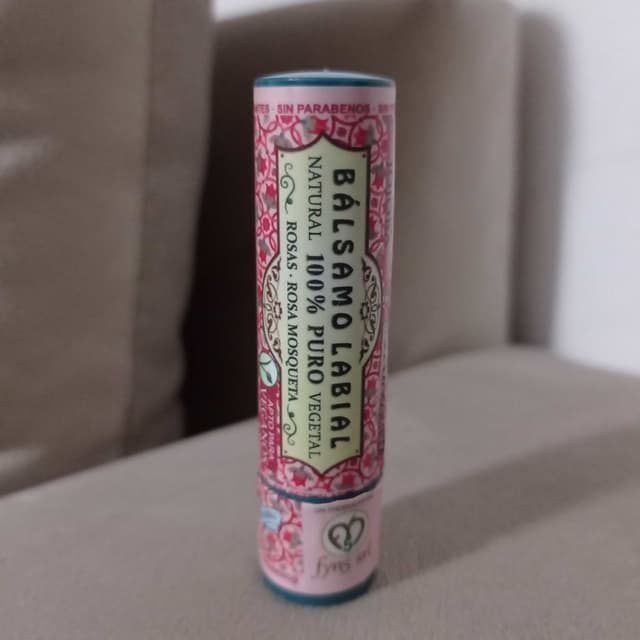 SIN PARABENOS
BÁLSAMO LABIAL
NATURAL 100% PURO VEGETAL
ROSAS · ROSA MOSQUETA
APTO PARA